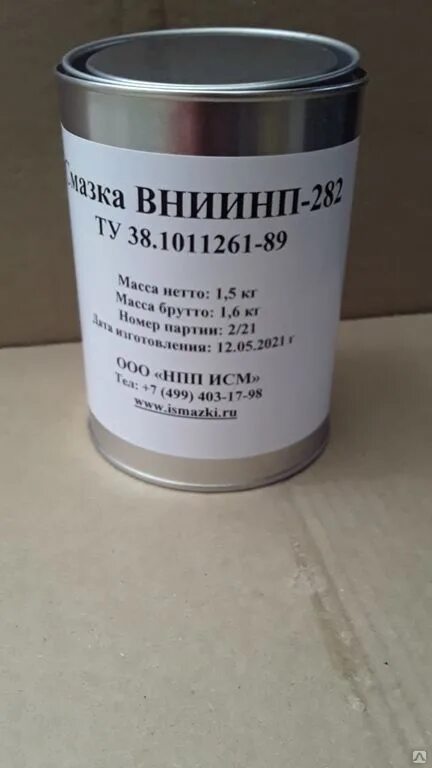 Смазка ВНИИНП-282
ТУ 38.1011261-89
Масса нетто: 1,5 кг
Масса брутто: 1,6 кг
Номер партии: 2/21
Дата изготовления: 12.05.2021 г
ООО «НПП ИСМ»
Тел: +7 (499) 403-17-98
www.ismazki.ru